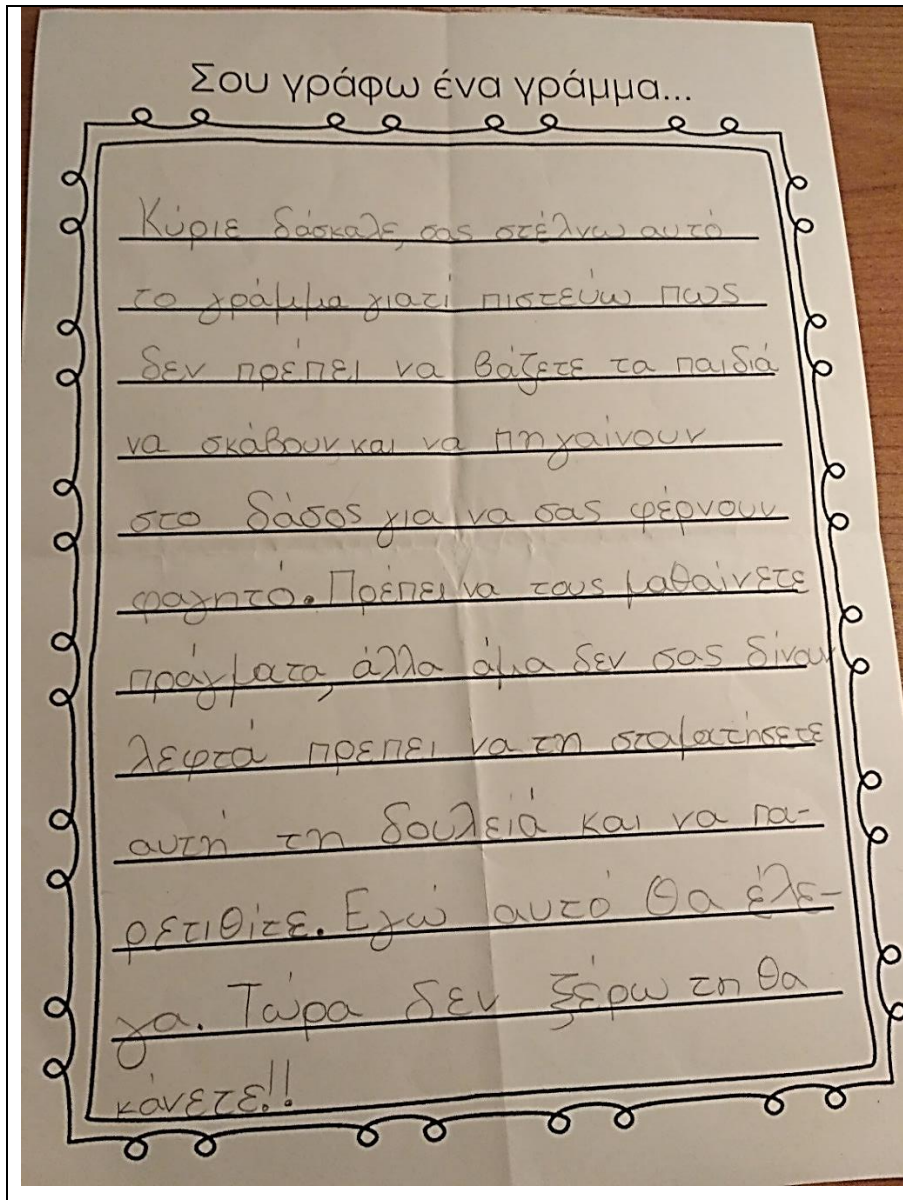 Σου γράφω ένα γράμμα...
Κύριε δάσκαλε, σας στέλνω αυτό
το γράμμα γιατί πιστεύω πως
δεν πρέπει να βάζετε τα παιδιά
να σκάβουν και να πηγαίνουν
στο δάσος για να σας φέρνουν
φαγητό. Πρέπει να τους μαθαίνετε
πράγματα, άλλα άμα δεν σας δίνουν
λεφτά πρεπει να τη σταματήσετε
αυτή τη δουλειά και να πα-
ρετιθίτε. Εγώ αυτό θα έλε-
γα. Τώρα δεν ξέρω τη θα
κάνετε!!